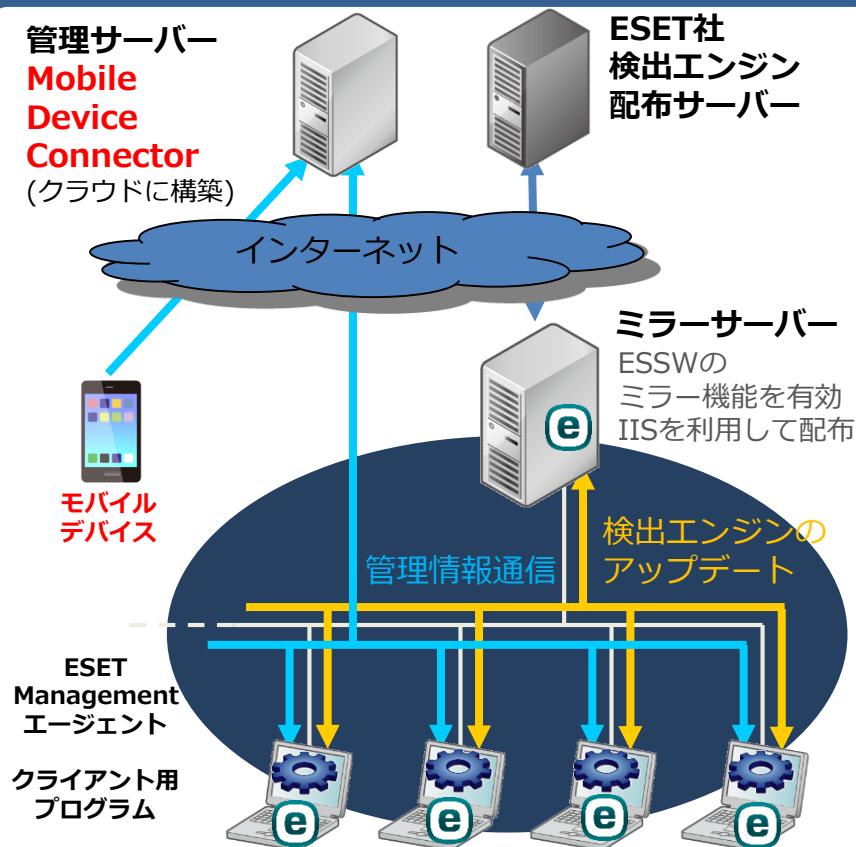 管理サーバー
Mobile
Device
Connector
(クラウドに構築)
ESET社
検出エンジン
配布サーバー
インターネット
ミラーサーバー
ESSWの
ミラー機能を有効
IISを利用して配布
e
モバイル
デバイス
検出エンジンの
アップデート
管理情報通信
ESET
Management
エージェント
クライアント用
プログラム
e
e
e
e